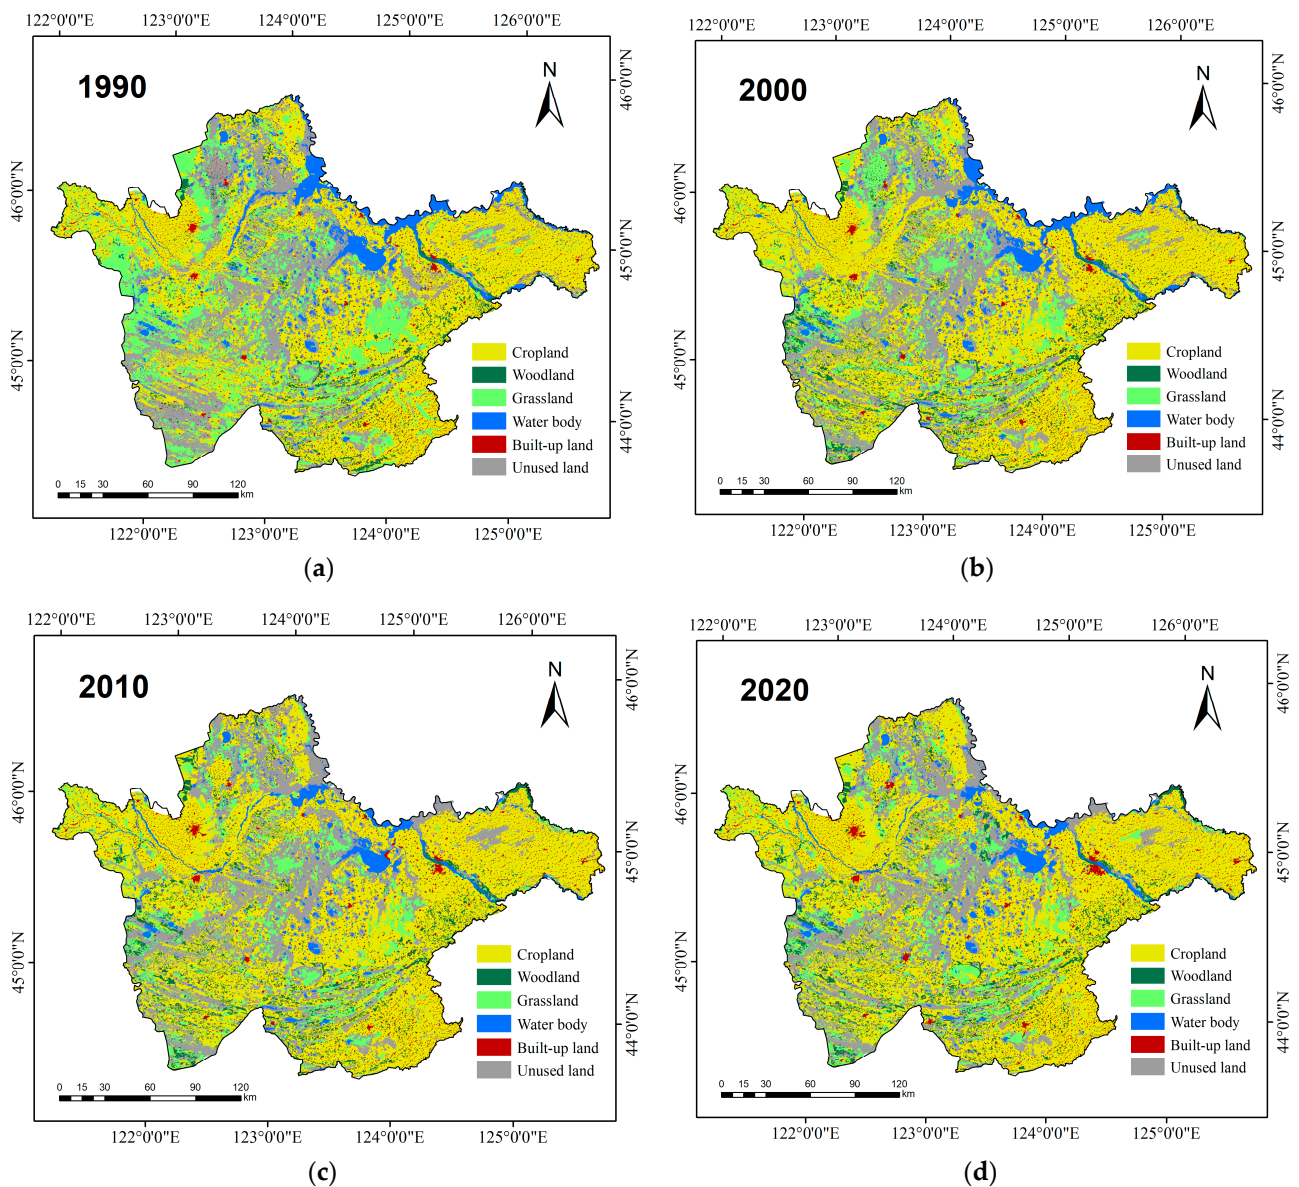 122°0'0"E 123°0'0"E 124°0'0"E 125°0'0"E 126°0'0"E
1990
N
46°0'0"N
46°0'0"N
45°0'0"N
45°0'0"N
44°0'0"N
Cropland
Woodland
Grassland
Water body
Built-up land
Unused land
0 15 30 60 90 120
km
122°0'0"E 123°0'0"E 124°0'0"E 125°0'0"E
(a)
122°0'0"E 123°0'0"E 124°0'0"E 125°0'0"E 126°0'0"E
2000
N
46°0'0"N
46°0'0"N
45°0'0"N
45°0'0"N
44°0'0"N
Cropland
Woodland
Grassland
Water body
Built-up land
Unused land
0 15 30 60 90 120
km
122°0'0"E 123°0'0"E 124°0'0"E 125°0'0"E
(b)
122°0'0"E 123°0'0"E 124°0'0"E 125°0'0"E 126°0'0"E
2010
N
46°0'0"N
46°0'0"N
45°0'0"N
45°0'0"N
44°0'0"N
Cropland
Woodland
Grassland
Water body
Built-up land
Unused land
0 15 30 60 90 120
km
122°0'0"E 123°0'0"E 124°0'0"E 125°0'0"E
(c)
122°0'0"E 123°0'0"E 124°0'0"E 125°0'0"E 126°0'0"E
2020
N
46°0'0"N
46°0'0"N
45°0'0"N
45°0'0"N
44°0'0"N
Cropland
Woodland
Grassland
Water body
Built-up land
Unused land
0 15 30 60 90 120
km
122°0'0"E 123°0'0"E 124°0'0"E 125°0'0"E
(d)